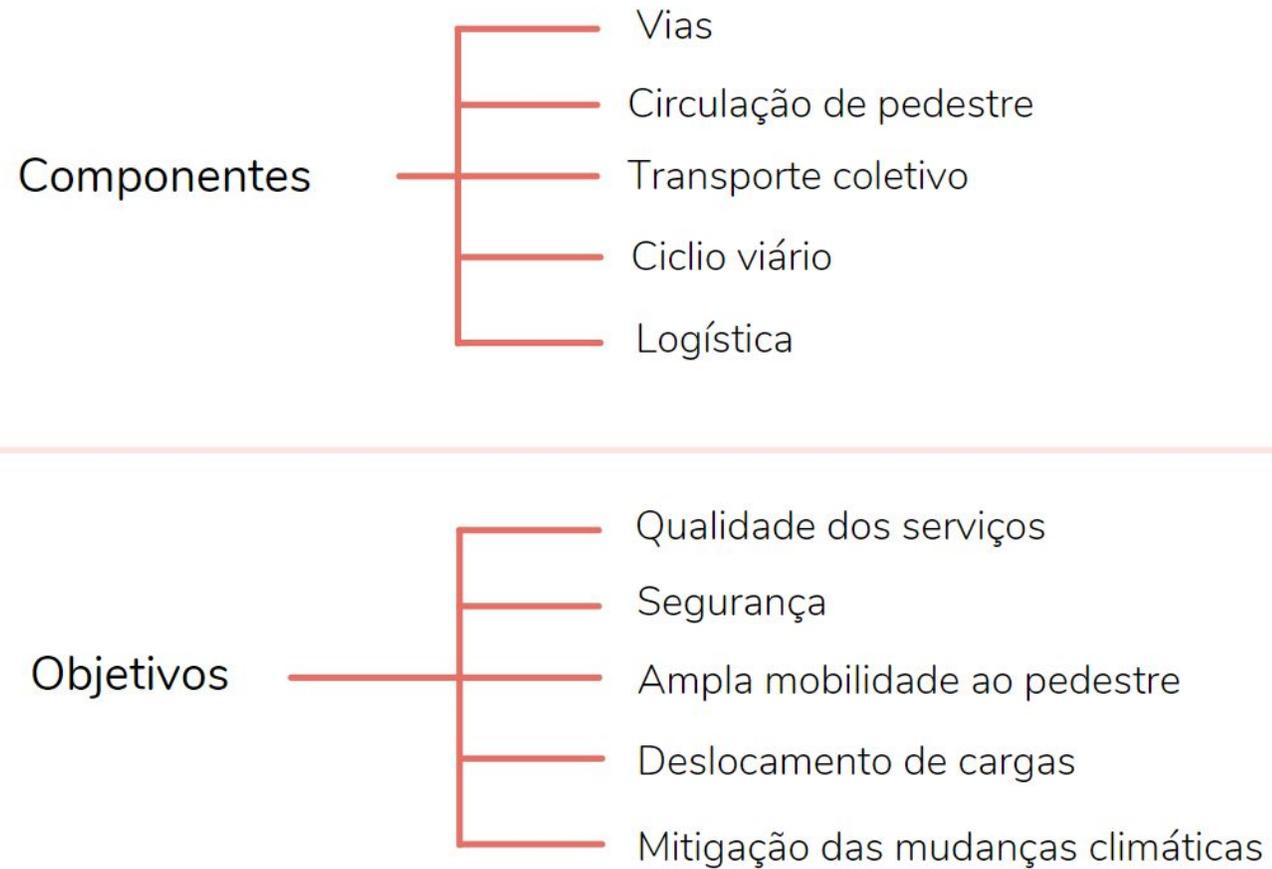 Componentes
Vias
Circulação de pedestre
Transporte coletivo
Ciclio viário
Logística
Objetivos
Qualidade dos serviços
Segurança
Ampla mobilidade ao pedestre
Deslocamento de cargas
Mitigação das mudanças climáticas